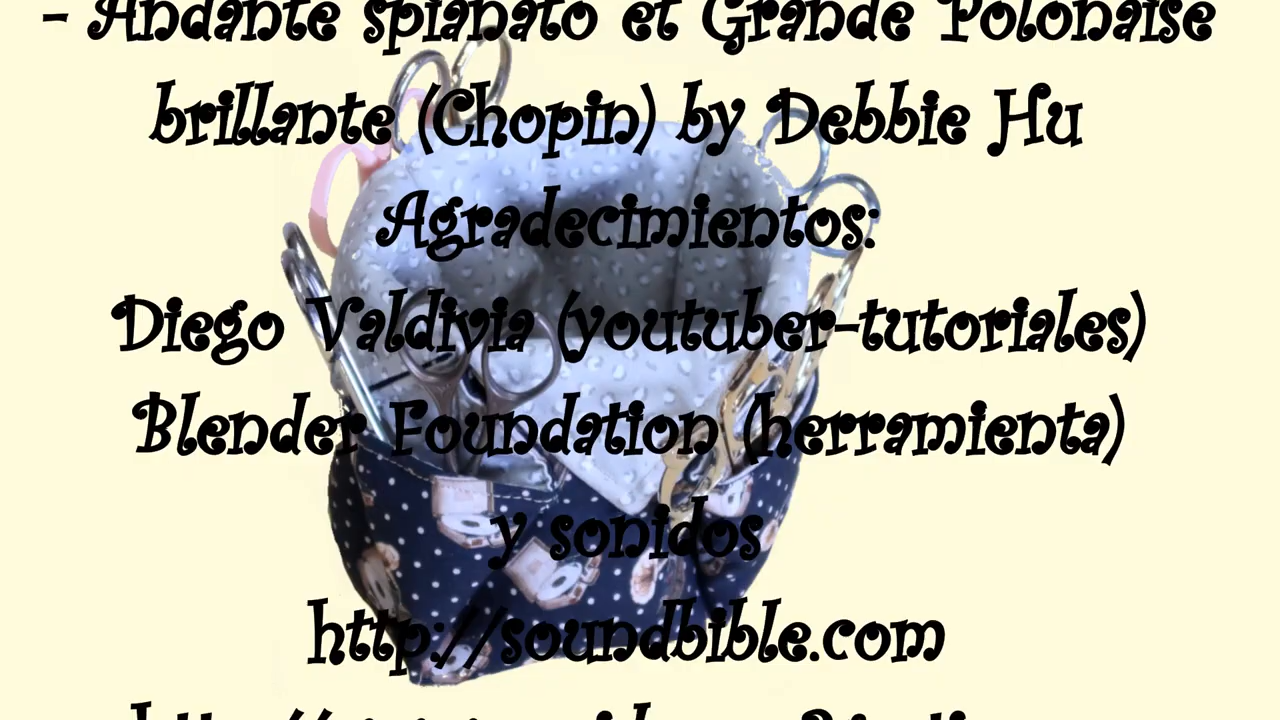 - Andante spianato et Grande Polonaise
brillante (Chopin) by Debbie Hu
Agradecimientos:
Diego Valdivia (youtuber-tutoriales)
Blender Foundation (herramienta)
y sonidos
http://soundbible.com